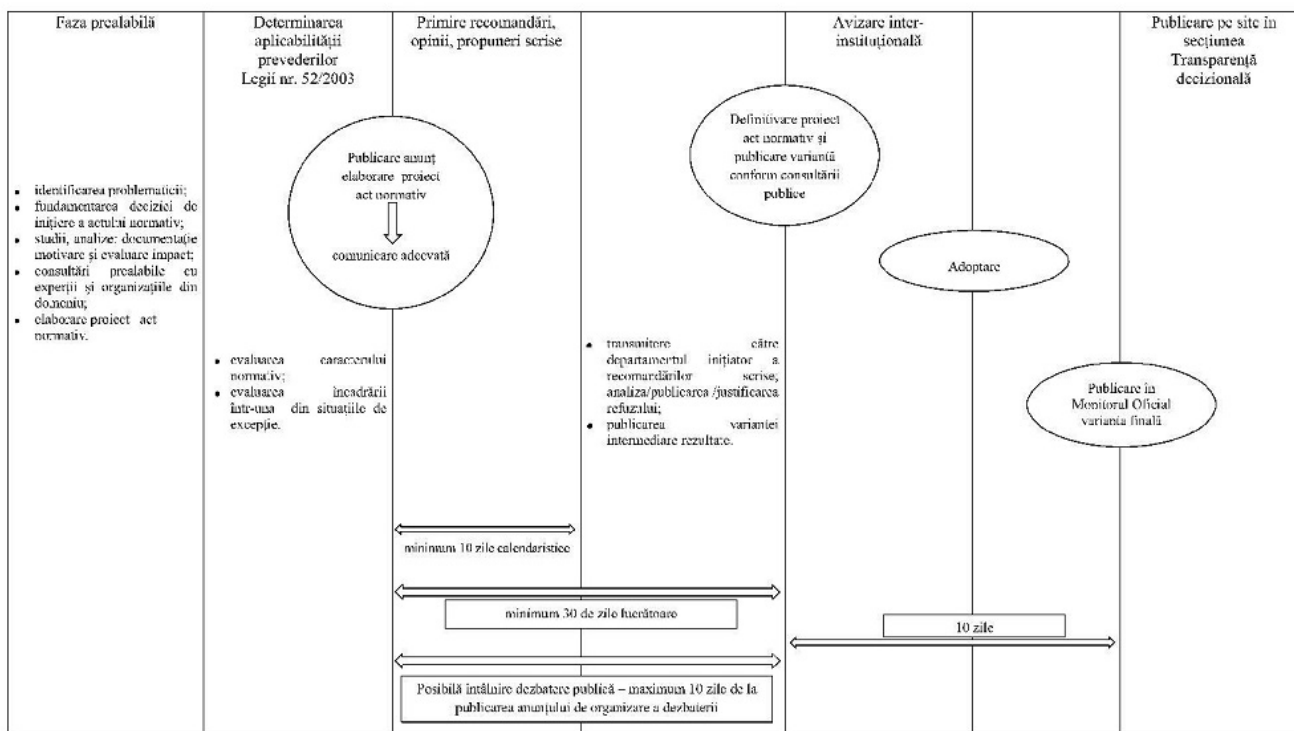 Faza prealabilă
Determinarea
aplicabilității
prevederilor
Legii nr. 52/2003
Primire recomandări,
opinii, propuneri scrise
Avizare inter-
instituțională
Publicare pe site în
secțiunea
Transparență
decizională
Publicare anunț
elaborare proiect
act normativ
comunicare adecvată
Definitivare proiect
act normativ și
publicare variantă
conform consultării
publice
Adoptare
Publicare în
Monitorul Oficial
varianta finală
• identificarea problematicii;
• fundamentarea deciziei de
inițiere a actului normativ;
• studii, analize: documentație
motivare și evaluare impact;
• consultări prealabile cu
experții și organizațiile din
domeniu;
• elaborare proiect act
normativ.
• evaluarea caracterului
normativ;
• evaluarea încadrării
într-una din situațiile de
excepție.
• transmitere către
departamentul inițiator a
recomandărilor scrise;
analiza/publicarea /justificarea
refuzului;
• publicarea variantei
intermediare rezultate.
minimum 10 zile calendaristice
minimum 30 de zile lucrătoare
10 zile
Posibilă întâlnire dezbatere publică – maximum 10 zile de la
publicarea anunțului de organizare a dezbaterii